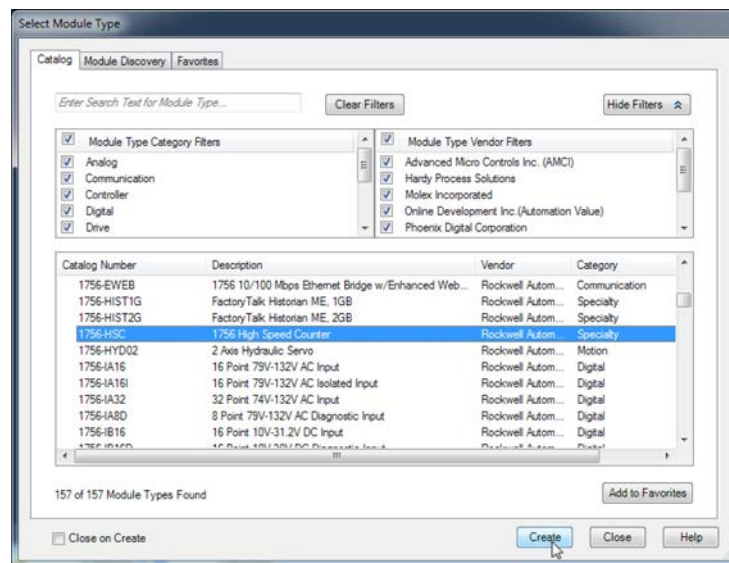 Select Module Type
Catalog Module Discovery Favorites
Enter Search Text for Module Type... Clear Filters Hide Filters
Module Type Category Filters Module Type Vendor Filters
Analog Advanced Micro Controls Inc. (AMCI)
Communication Hardy Process Solutions
Controller Molex Incorporated
Digital Online Development Inc.(Automation Value)
Drive Phoenix Digital Corporation
Catalog Number Description Vendor Category
1756-EWEB 1756 10/100 Mbps Ethernet Bridge w/Enhanced Web... Rockwell Autom... Communication
1756-HIST1G FactoryTalk Historian ME, 1GB Rockwell Autom... Specialty
1756-HIST2G FactoryTalk Historian ME, 2GB Rockwell Autom... Specialty
1756-HSC 1756 High Speed Counter Rockwell Autom... Specialty
1756-HYD02 2 Axis Hydraulic Servo Rockwell Autom... Motion
1756-IA16 16 Point 79V-132V AC Input Rockwell Autom... Digital
1756-IA16I 16 Point 79V-132V AC Isolated Input Rockwell Autom... Digital
1756-IA32 32 Point 74V-132V AC Input Rockwell Autom... Digital
1756-IA8D 8 Point 79V-132V AC Diagnostic Input Rockwell Autom... Digital
1756-IB16 16 Point 10V-31.2V DC Input Rockwell Autom... Digital
157 of 157 Module Types Found Add to Favorites
Close on Create Create Close Help